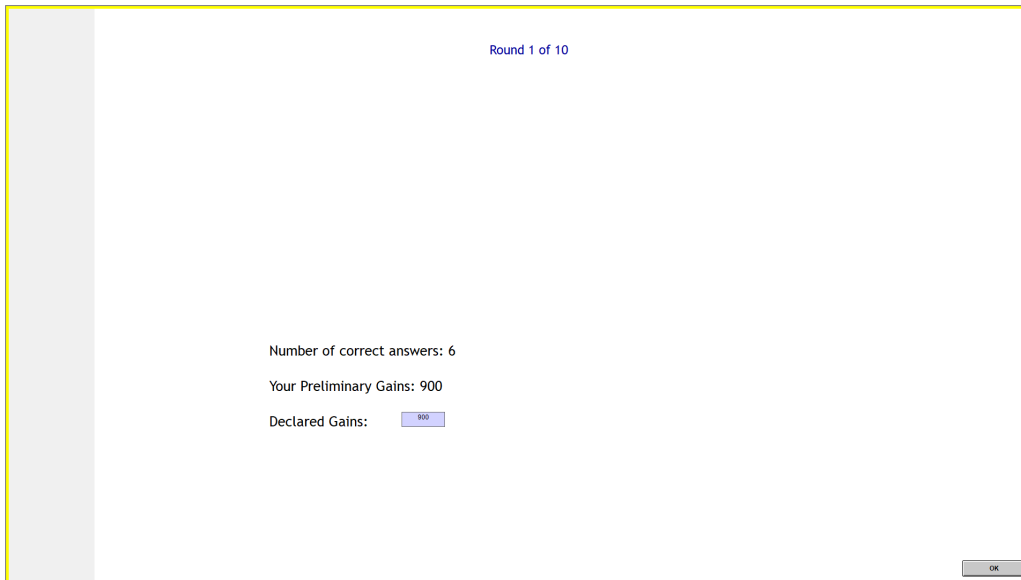 Round 1 of 10
Number of correct answers: 6
Your Preliminary Gains: 900
Declared Gains: 900
OK